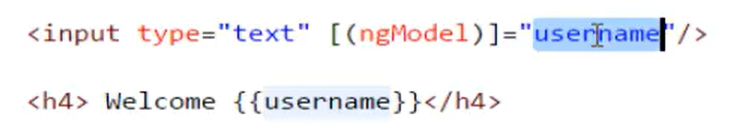 <input type="text" [(ngModel)]="username"/>
<h4> Welcome {{username}}</h4>